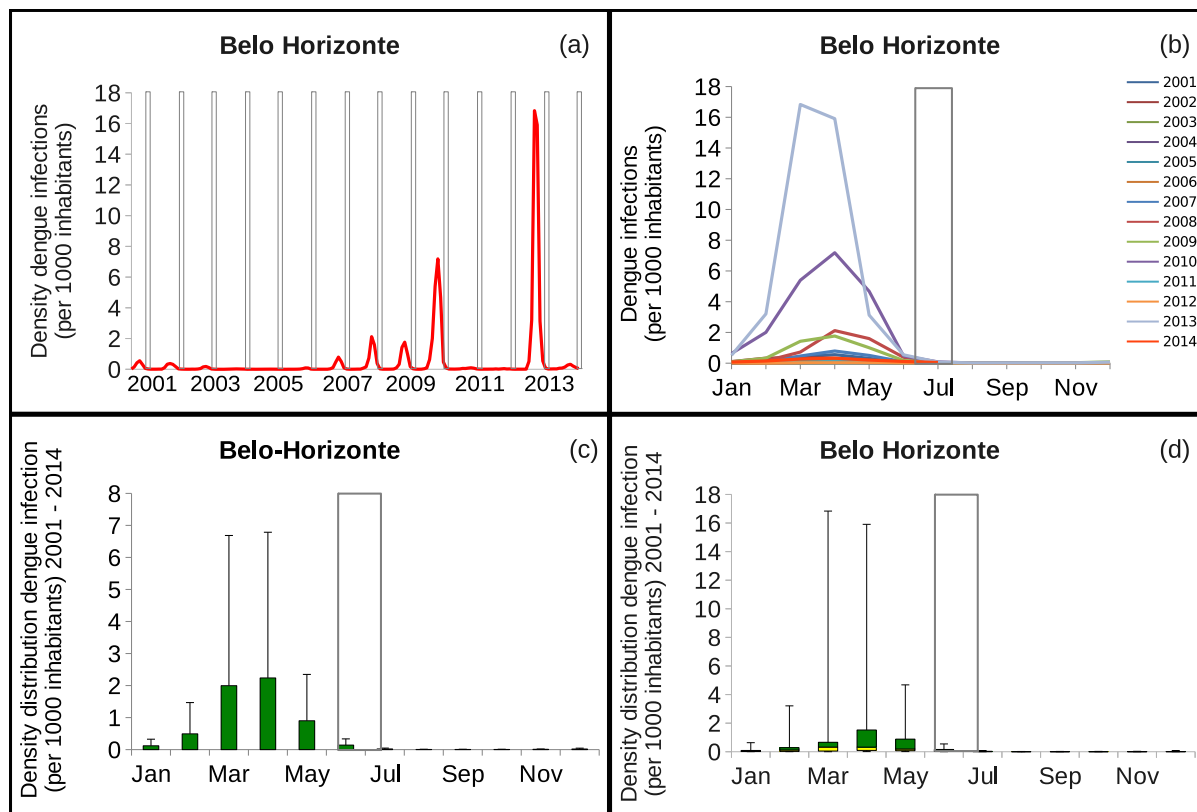 Belo Horizonte
(a)
Density dengue infections
(per 1000 inhabitants)
18
16
14
12
10
8
6
4
2
0
2001 2003 2005 2007 2009 2011 2013
Belo Horizonte
(b)
Dengue infections
(per 1000 inhabitants)
18
16
14
12
10
8
6
4
2
0
Jan Mar May Jul Sep Nov
2001
2002
2003
2004
2005
2006
2007
2008
2009
2010
2011
2012
2013
2014
Belo-Horizonte
(c)
Density distribution dengue infection
(per 1000 inhabitants) 2001 - 2014
8
7
6
5
4
3
2
1
0
Jan Mar May Jul Sep Nov
Belo Horizonte
(d)
Density distribution dengue infection
(per 1000 inhabitants) 2001 - 2014
18
16
14
12
10
8
6
4
2
0
Jan Mar May Jul Sep Nov